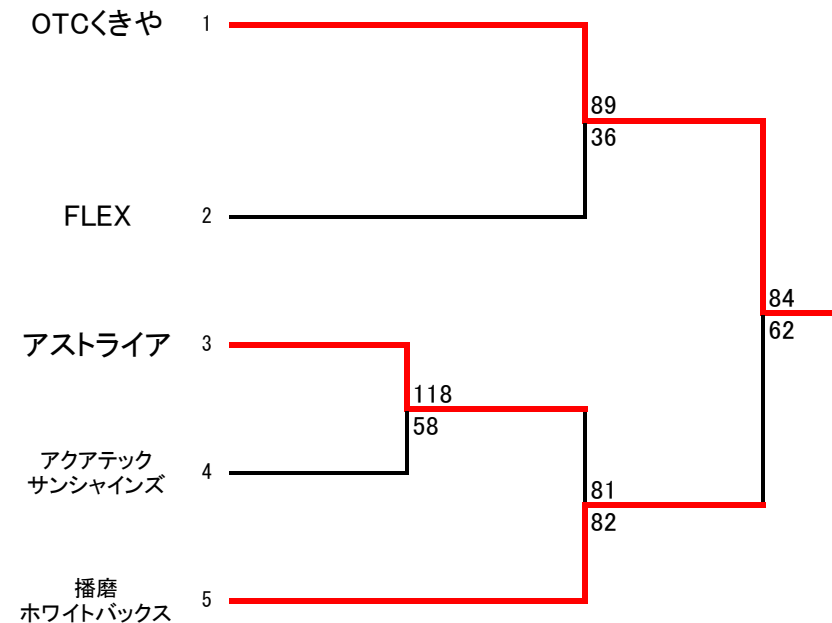 OTCくきや 1
89
36
FLEX 2
84
62
アストライア 3
118
58
アクアテック
サンシャインズ 4
81
82
播磨
ホワイトバックス 5